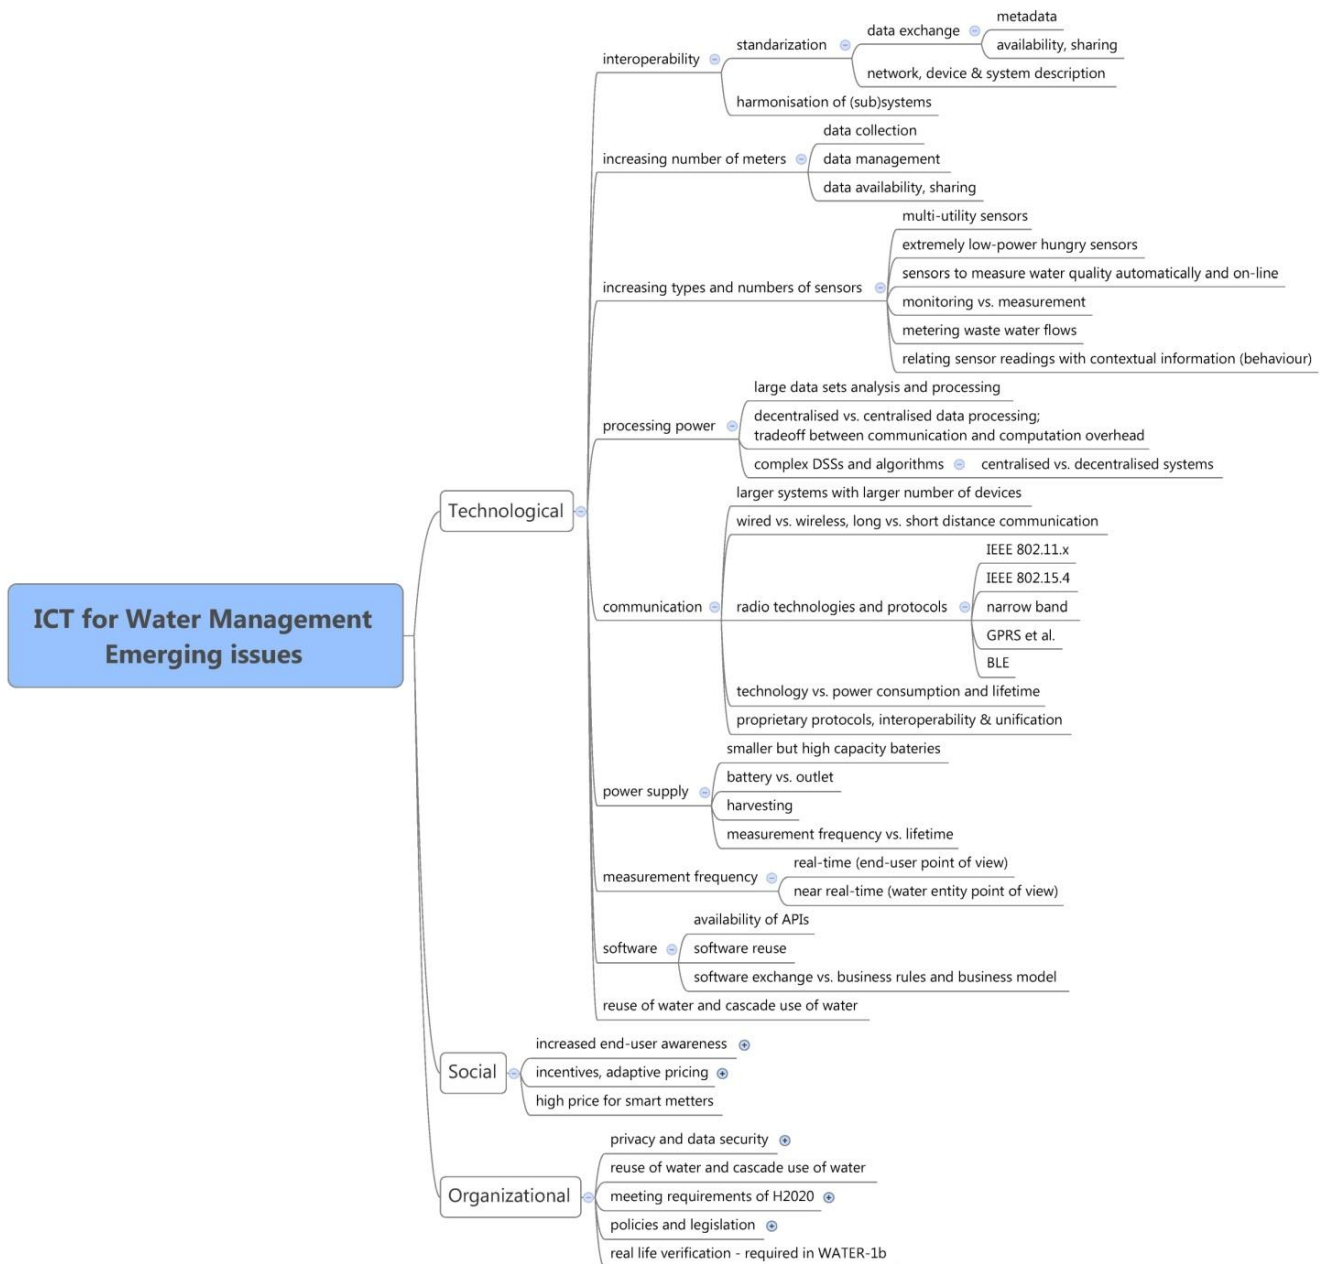 ICT for Water Management
Emerging issues
Technological
interoperability
standarization
data exchange
metadata
availability, sharing
network, device & system description
harmonisation of (sub)systems
increasing number of meters
data collection
data management
data availability, sharing
increasing types and numbers of sensors
multi-utility sensors
extremely low-power hungry sensors
sensors to measure water quality automatically and on-line
monitoring vs. measurement
metering waste water flows
relating sensor readings with contextual information (behaviour)
processing power
large data sets analysis and processing
decentralised vs. centralised data processing;
tradeoff between communication and computation overhead
complex DSSs and algorithms
centralised vs. decentralised systems
communication
larger systems with larger number of devices
wired vs. wireless, long vs. short distance communication
radio technologies and protocols
IEEE 802.11.x
IEEE 802.15.4
narrow band
GPRS et al.
BLE
technology vs. power consumption and lifetime
proprietary protocols, interoperability & unification
power supply
smaller but high capacity bateries
battery vs. outlet
harvesting
measurement frequency vs. lifetime
measurement frequency
real-time (end-user point of view)
near real-time (water entity point of view)
software
availability of APIs
software reuse
software exchange vs. business rules and business model
reuse of water and cascade use of water
Social
increased end-user awareness
incentives, adaptive pricing
high price for smart metters
Organizational
privacy and data security
reuse of water and cascade use of water
meeting requirements of H2020
policies and legislation
real life verification - required in WATER-1b